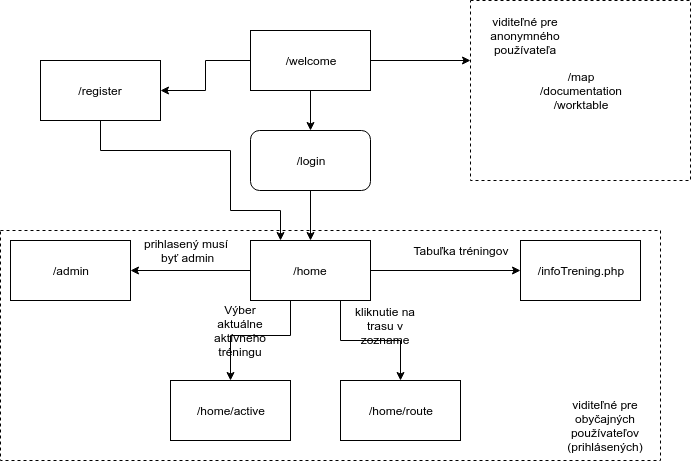 viditeľné pre
anonymného
používateľa
/welcome
/map
/documentation
/worktable
/register
/login
prihlasený musí
byť admin
Tabuľka tréningov
/admin
/home
/infoTrening.php
Výber
aktuálne
aktívneho
tréningu
kliknutie na
trasu v
zozname
/home/active
/home/route
viditeľné pre
obyčajných
používateľov
(prihlásených)